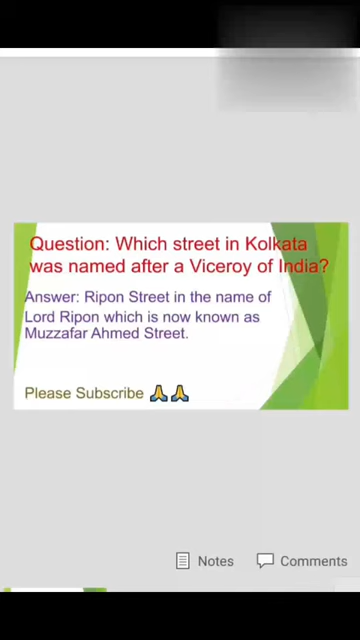 Question: Which street in Kolkata
was named after a Viceroy of India?
Answer: Ripon Street in the name of
Lord Ripon which is now known as
Muzzafar Ahmed Street.
Please Subscribe 🙏🙏
Notes Comments